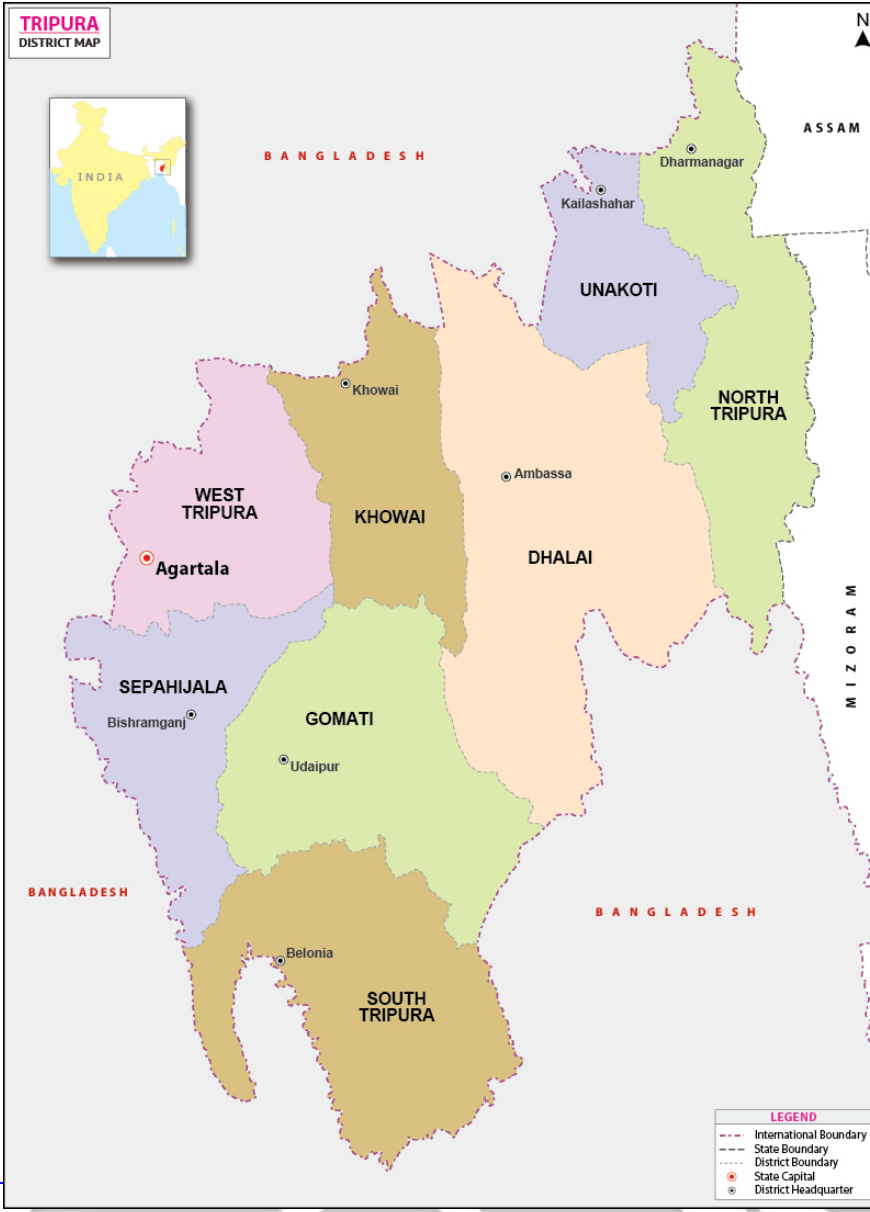 TRIPURA
DISTRICT MAP
N
ASSAM
BANGLADESH
INDIA
Dharmanagar
Kailashahar
UNAKOTI
Khowai
NORTH
TRIPURA
Ambassa
WEST
TRIPURA
KHOWAI
DHALAI
Agartala
MIZORAM
SEPAHIJALA
Bishramganj
GOMATI
Udaipur
BANGLADESH
BANGLADESH
Belonia
SOUTH
TRIPURA
LEGEND
International Boundary
State Boundary
District Boundary
State Capital
District Headquarter